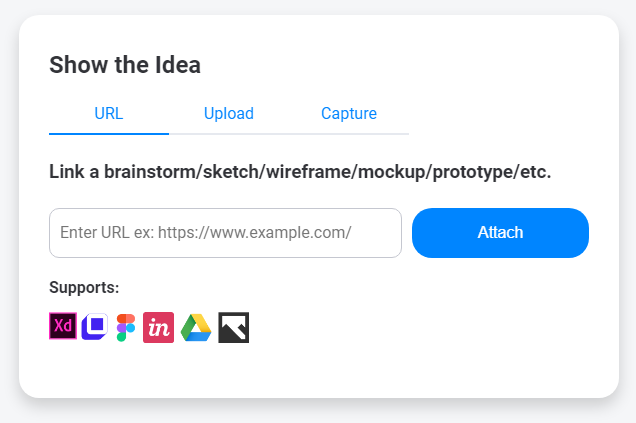 Show the Idea
URL Upload Capture
Link a brainstorm/sketch/wireframe/mockup/prototype/etc.
Enter URL ex: https://www.example.com/ Attach
Supports:
Xd in